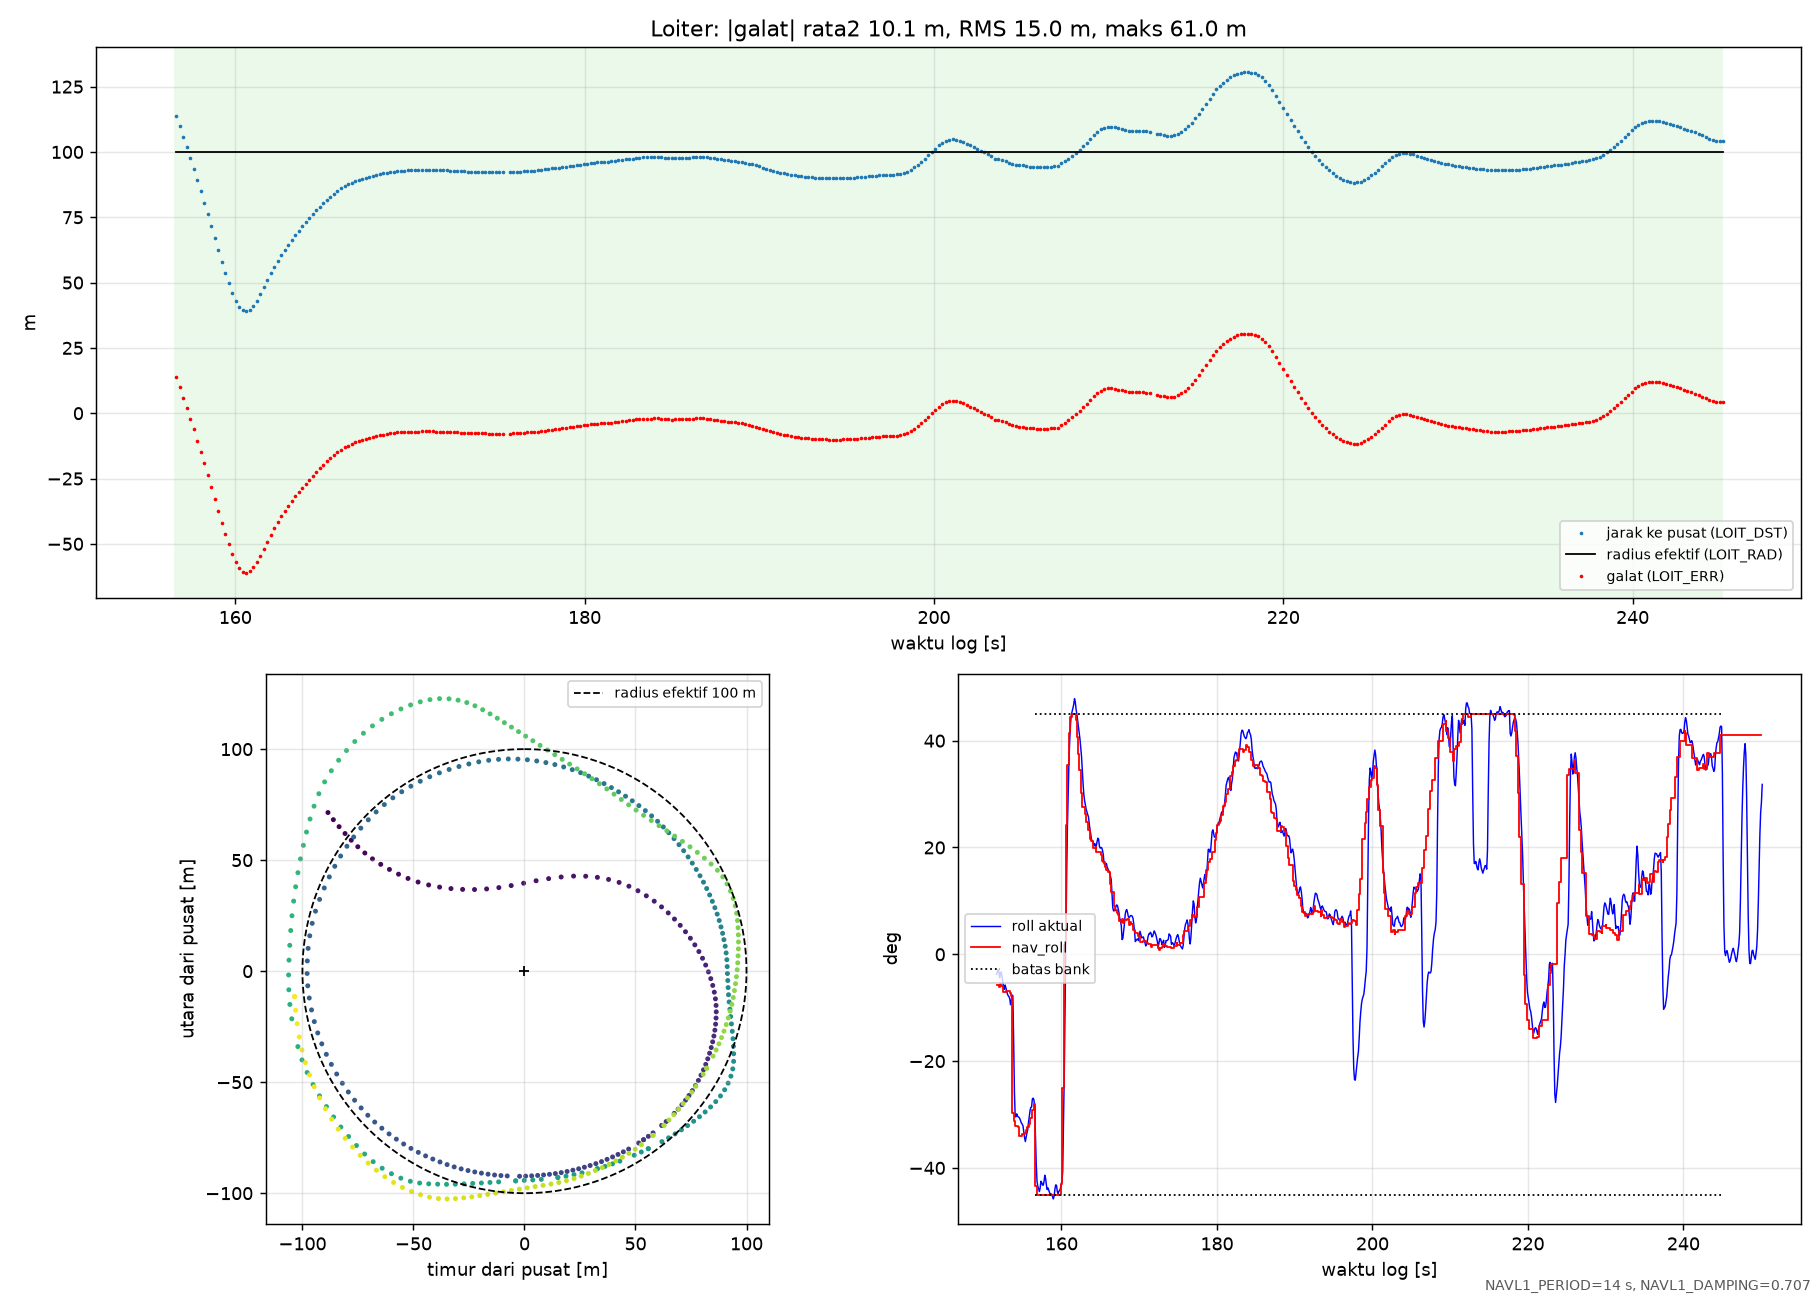 Loiter: |galat| rata2 10.1 m, RMS 15.0 m, maks 61.0 m
125
100
75
50
25
0
−25
−50
m
jarak ke pusat (LOIT_DST)
radius efektif (LOIT_RAD)
galat (LOIT_ERR)
160
180
200
220
240
waktu log [s]
radius efektif 100 m
100
50
0
−50
−100
utara dari pusat [m]
−100
−50
0
50
100
timur dari pusat [m]
40
20
0
−20
−40
deg
roll aktual
nav_roll
batas bank
160
180
200
220
240
waktu log [s]
NAVL1_PERIOD=14 s, NAVL1_DAMPING=0.707